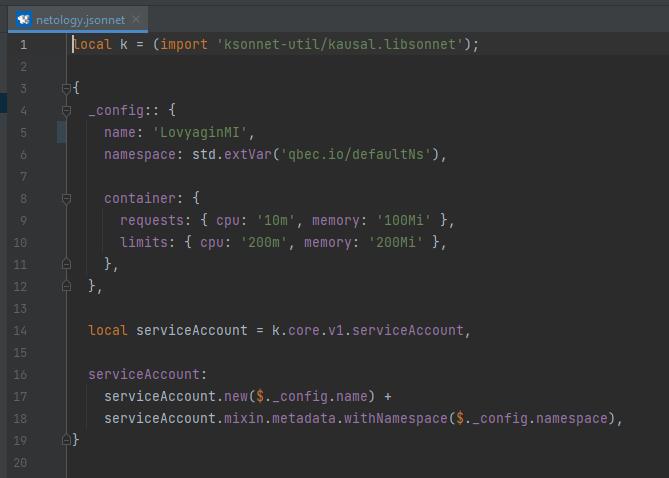 netology.jsonnet
1 local k = (import 'ksonnet-util/kausal.libsonnet');
2
3 {
4   _config:: {
5     name: 'LovyaginMI',
6     namespace: std.extVar('qbec.io/defaultNs'),
7
8     container: {
9       requests: { cpu: '10m', memory: '100Mi' },
10       limits: { cpu: '200m', memory: '200Mi' },
11     },
12   },
13
14   local serviceAccount = k.core.v1.serviceAccount,
15
16   serviceAccount:
17     serviceAccount.new($._config.name) +
18     serviceAccount.mixin.metadata.withNamespace($._config.namespace),
19 }
20